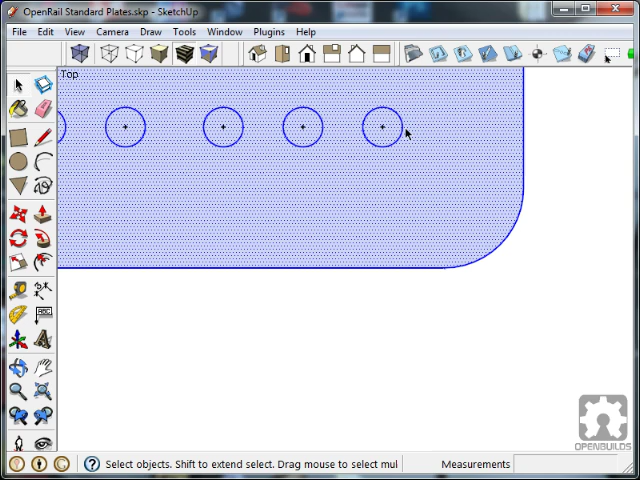 OpenRail Standard Plates.skp - SketchUp
File Edit View Camera Draw Tools Window Plugins Help
Top
ABC
A
OPENBUILDS
Select objects. Shift to extend select. Drag mouse to select mul
Measurements